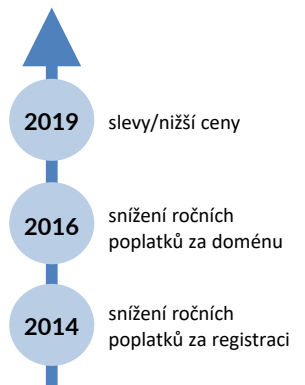 2019
slevy/nižší ceny
2016
snížení ročních
poplatků za doménu
2014
snížení ročních
poplatků za registraci